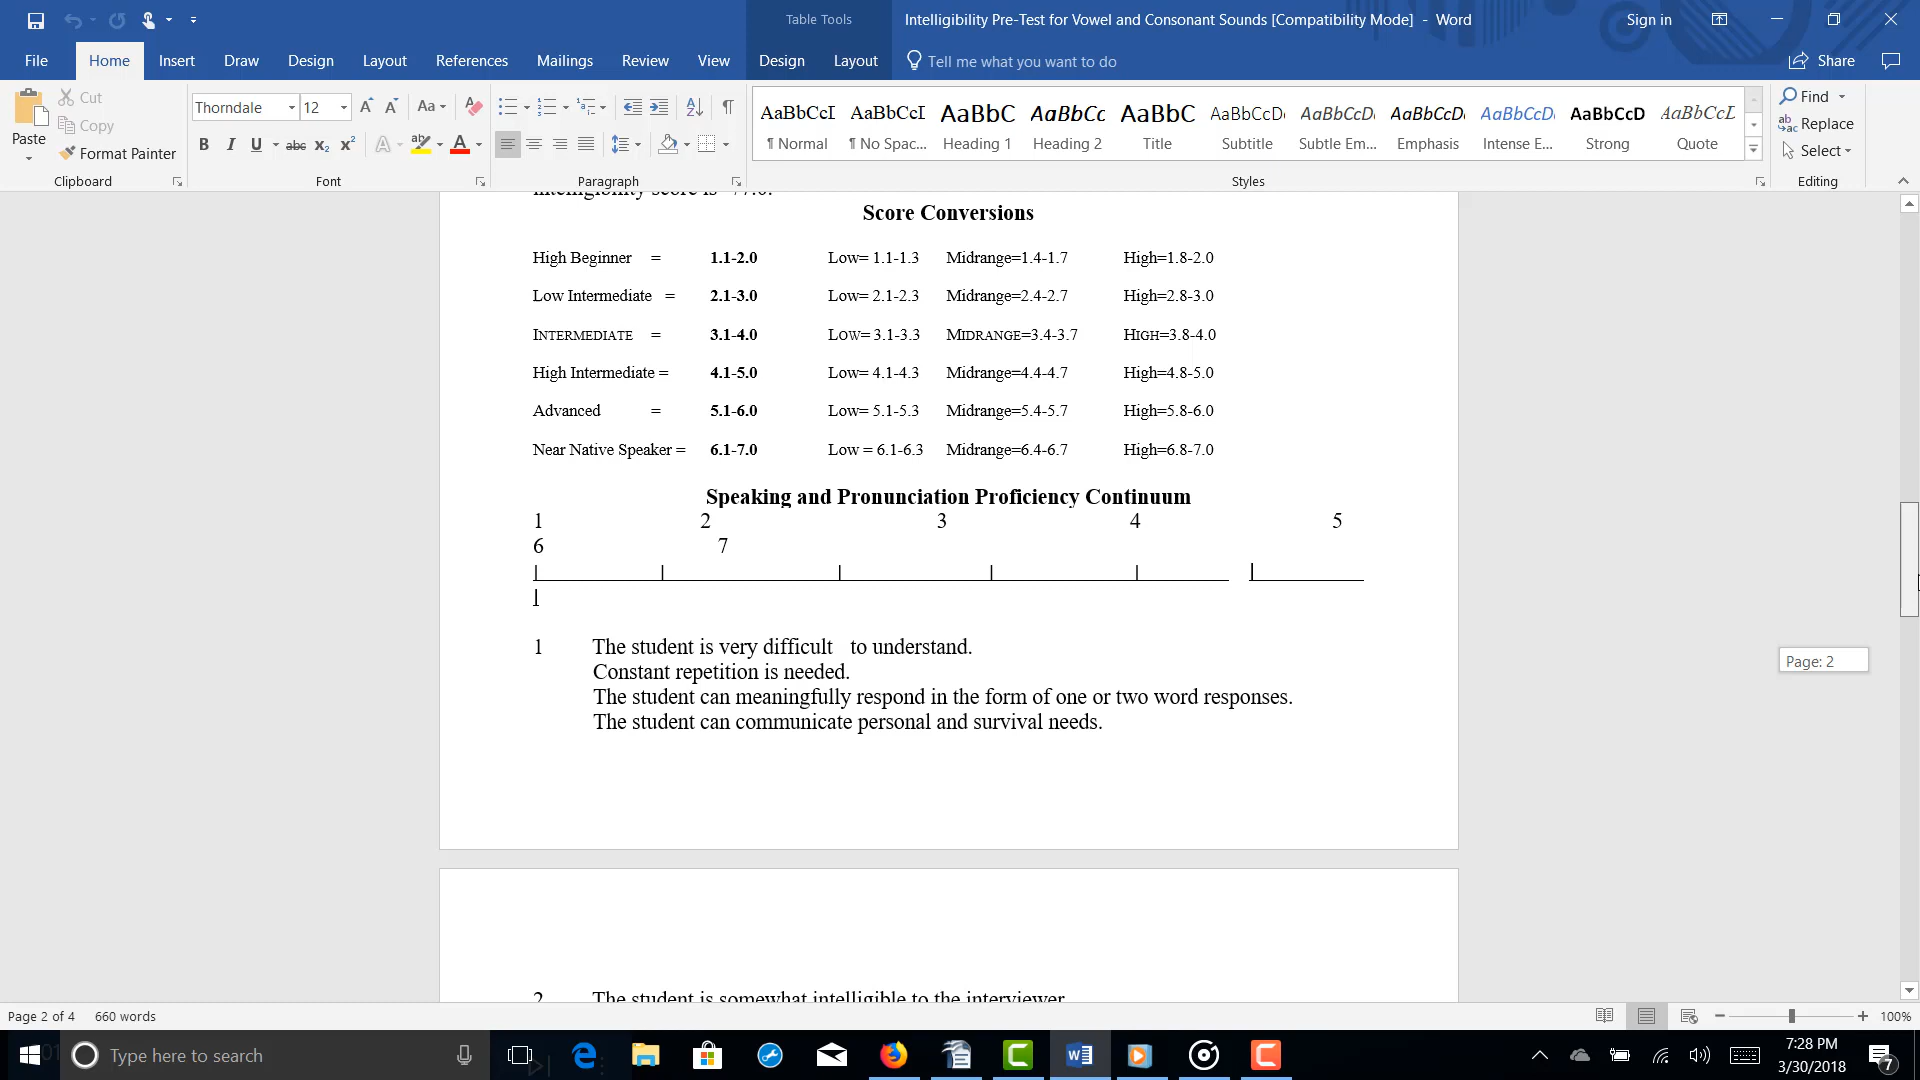 Table Tools
Intelligibility Pre-Test for Vowel and Consonant Sounds [Compatibility Mode] - Word
Sign in
File Home Insert Draw Design Layout References Mailings Review View Design Layout Tell me what you want to do Share
Paste
Cut
Copy
Format Painter
Clipboard
Thorndale 12 Aa
B I U abc X₂ X² A A
Font
Paragraph
AaBbCcI AaBbCcI AaBbC AaBbCc AaBbC AaBbCcD AaBbCcD AaBbCcD AaBbCcD AaBbCcD AaBbCcL
¶ Normal ¶ No Spac... Heading 1 Heading 2 Title Subtitle Subtle Em... Emphasis Intense E... Strong Quote
Styles
Find
Replace
Select
Editing
intelligibility score is 77.6.
Score Conversions
High Beginner = 1.1-2.0 Low= 1.1-1.3 Midrange=1.4-1.7 High=1.8-2.0
Low Intermediate = 2.1-3.0 Low= 2.1-2.3 Midrange=2.4-2.7 High=2.8-3.0
INTERMEDIATE = 3.1-4.0 LOW= 3.1-3.3 MIDRANGE=3.4-3.7 HIGH=3.8-4.0
High Intermediate = 4.1-5.0 Low= 4.1-4.3 Midrange=4.4-4.7 High=4.8-5.0
Advanced = 5.1-6.0 Low= 5.1-5.3 Midrange=5.4-5.7 High=5.8-6.0
Near Native Speaker = 6.1-7.0 Low = 6.1-6.3 Midrange=6.4-6.7 High=6.8-7.0
Speaking and Pronunciation Proficiency Continuum
1 2 3 4 5
6 7
1 The student is very difficult to understand.
Constant repetition is needed.
The student can meaningfully respond in the form of one or two word responses.
The student can communicate personal and survival needs.
Page: 2
2 The student is somewhat intelligible to the interviewer
Page 2 of 4 660 words
100%
Type here to search
7:28 PM
3/30/2018
7